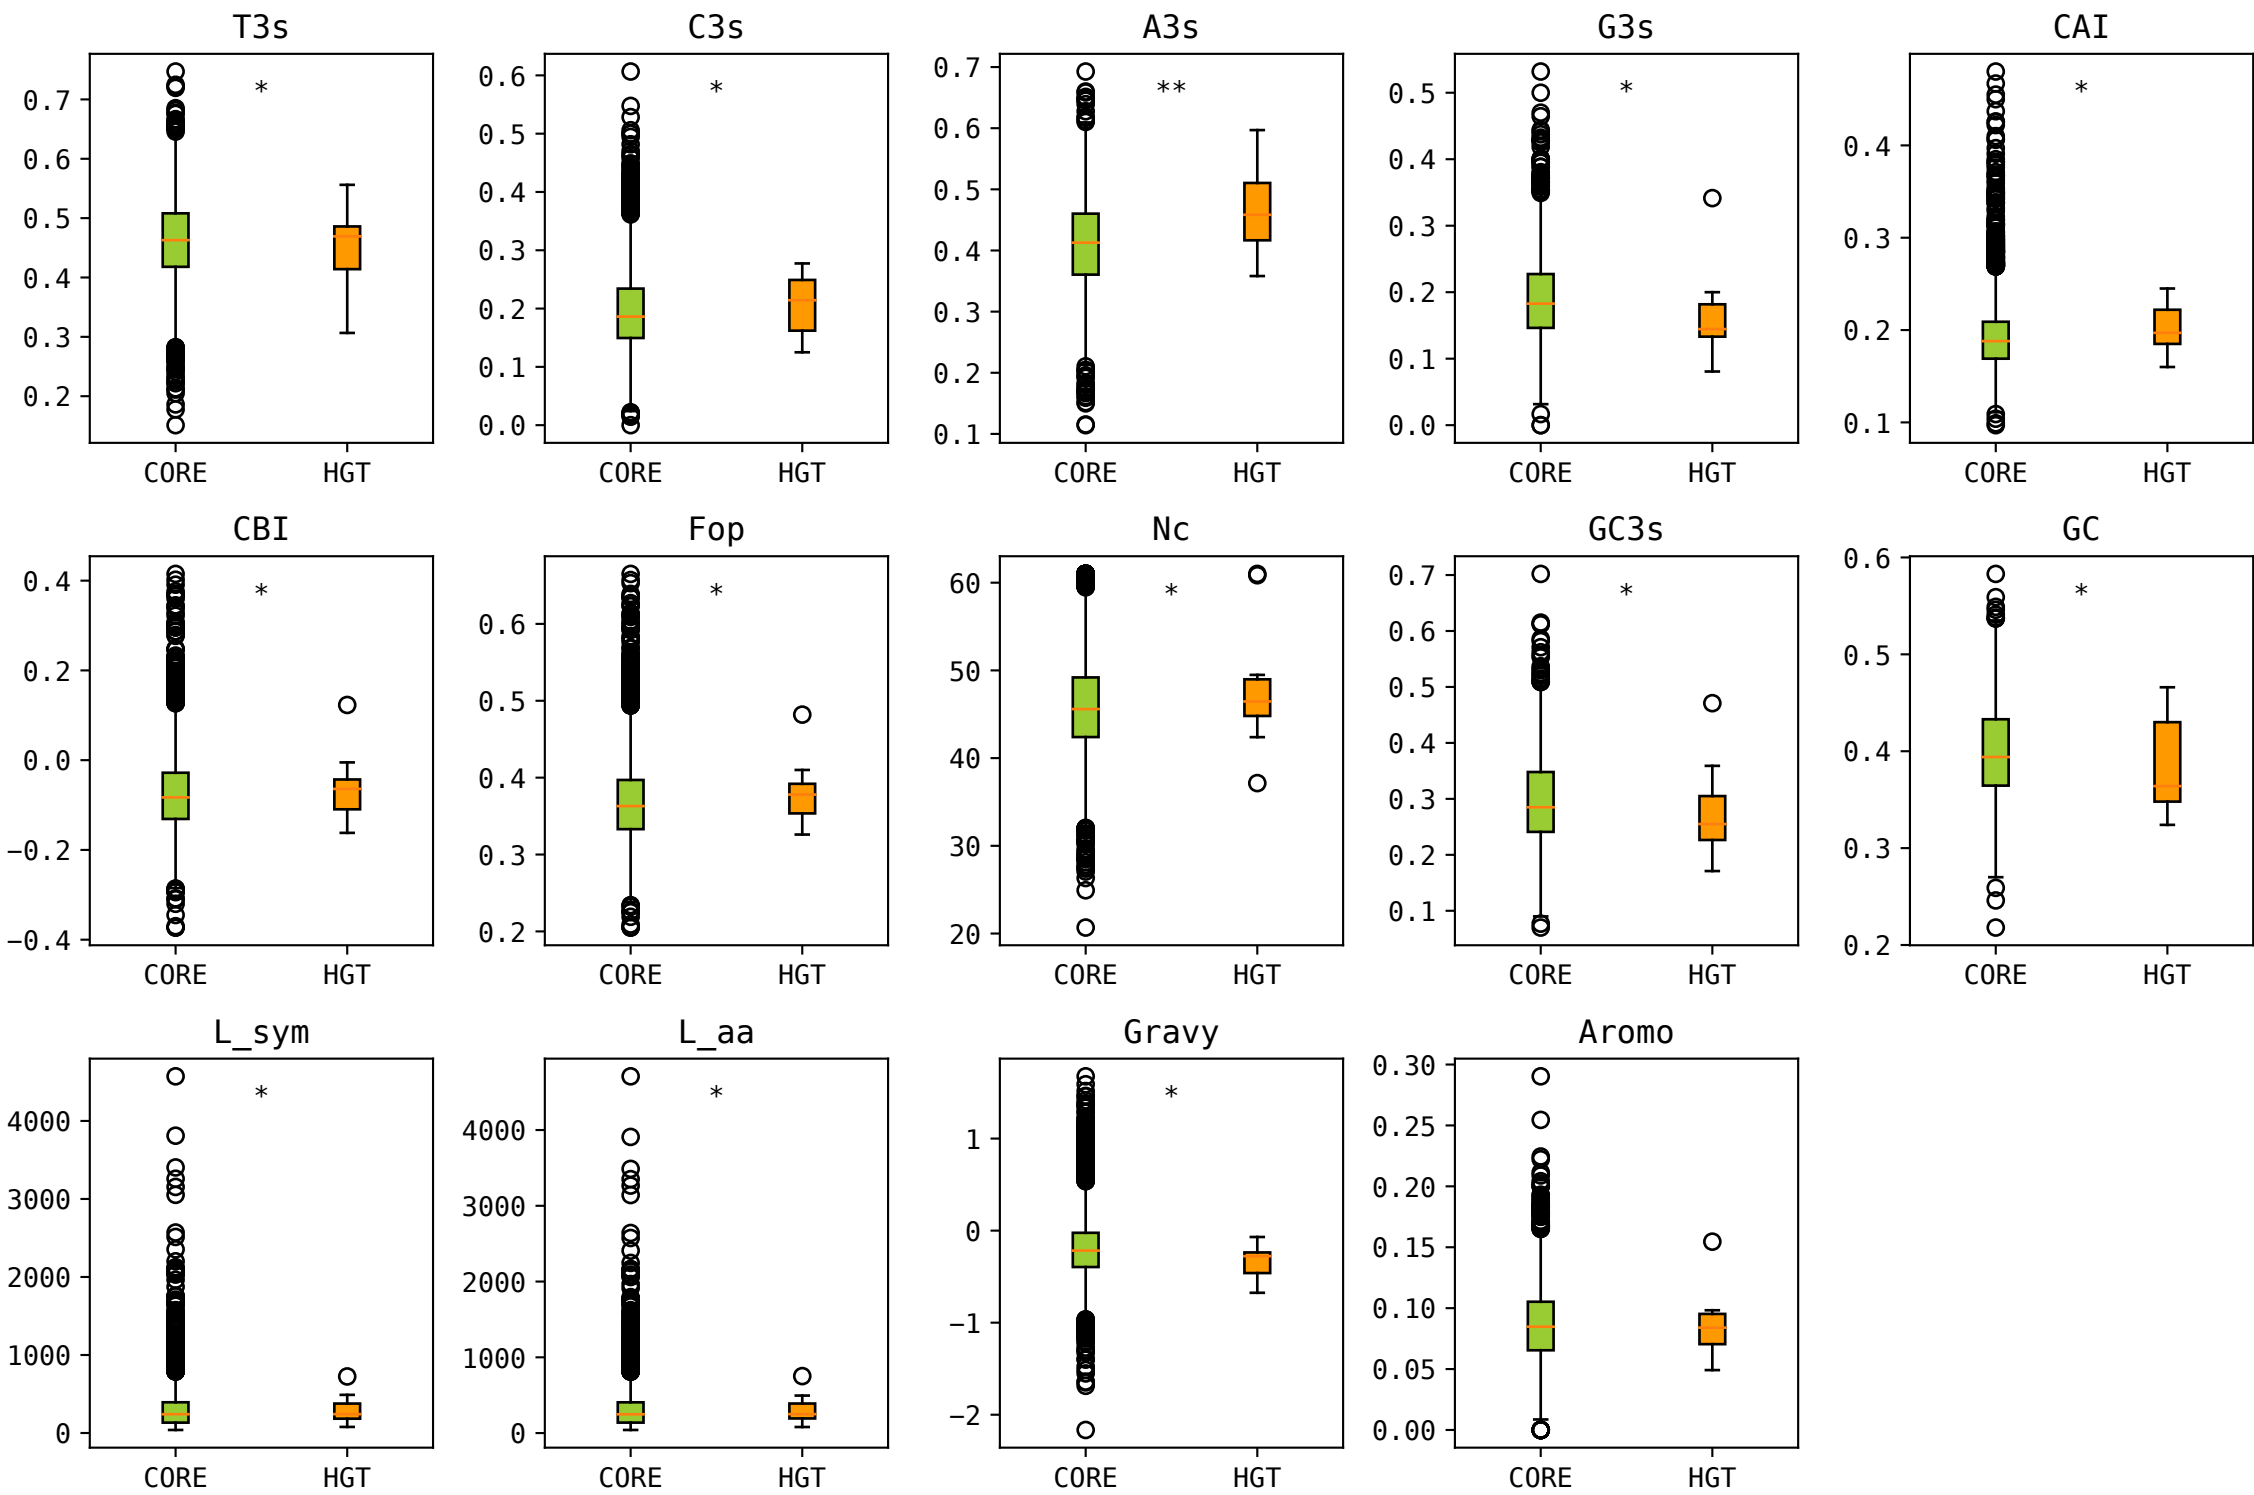 T3s
C3s
A3s
G3s
CAI
0.7
0.6
0.5
0.4
0.3
0.2
*
CORE
HGT
0.6
0.5
0.4
0.3
0.2
0.1
0.0
*
CORE
HGT
0.7
0.6
0.5
0.4
0.3
0.2
0.1
**
CORE
HGT
0.5
0.4
0.3
0.2
0.1
0.0
*
CORE
HGT
0.4
0.3
0.2
0.1
*
CORE
HGT
CBI
Fop
Nc
GC3s
GC
0.4
0.2
0.0
−0.2
−0.4
*
CORE
HGT
0.6
0.5
0.4
0.3
0.2
*
CORE
HGT
60
50
40
30
20
*
CORE
HGT
0.7
0.6
0.5
0.4
0.3
0.2
0.1
*
CORE
HGT
0.6
0.5
0.4
0.3
0.2
*
CORE
HGT
L_sym
L_aa
Gravy
Aromo
4000
3000
2000
1000
0
*
CORE
HGT
4000
3000
2000
1000
0
*
CORE
HGT
1
0
−1
−2
*
CORE
HGT
0.30
0.25
0.20
0.15
0.10
0.05
0.00
CORE
HGT